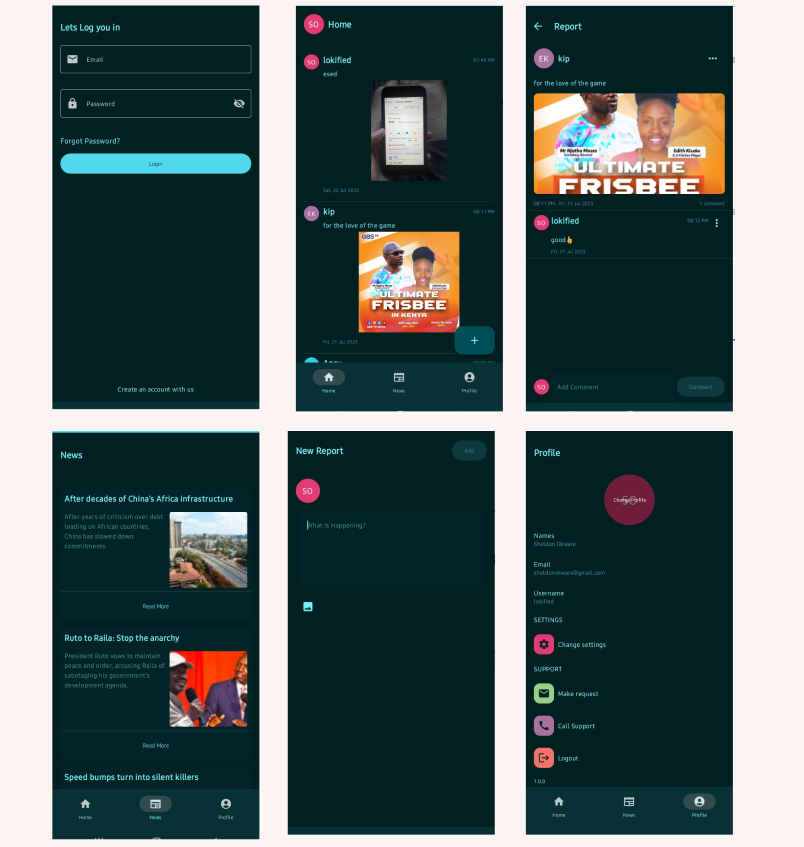 Lets Log you in
Email
Password
Forgot Password?
Login
Create an account with us
SO Home
SO lokified 01:45 PM
esed
Sat, 22 Jul 2023
EK kip 08:11 PM
for the love of the game
GBS
ULTIMATE
FRISBEE
IN KENYA
Fri, 21 Jul 2023
+
Home News Profile
Report
EK kip
for the love of the game
Mr Njathe Moses Edith Kisoke
ULTIMATE
FRISBEE
08:11 PM . Fri, 21 Jul 2023 1 comment
SO lokified 08:12 PM
good👍
Fri, 21 Jul 2023
SO Add Comment Comment
News
After decades of China's Africa infrastructure
After years of criticism over debt
loading on African countries,
China has slowed down
commitments.
Read More
Ruto to Raila: Stop the anarchy
President Ruto vows to maintain
peace and order, accusing Raila of
sabotaging his government's
development agenda.
Read More
Speed bumps turn into silent killers
Home News Profile
New Report Add
SO
What is Happening?
Profile
SO
Change Profile
Names
Sheldon Okware
Email
sheldonokware@gmail.com
Username
lokified
SETTINGS
Change settings
SUPPORT
Make request
Call Support
Logout
1.0.0
Home News Profile